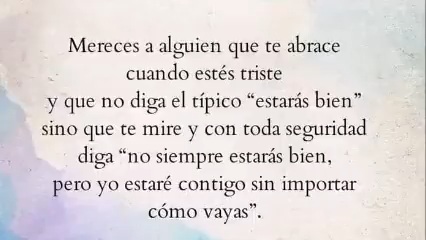 Mereces a alguien que te abrace
cuando estés triste
y que no diga el típico “estarás bien”
sino que te mire y con toda seguridad
diga “no siempre estarás bien,
pero yo estaré contigo sin importar
cómo vayas”.